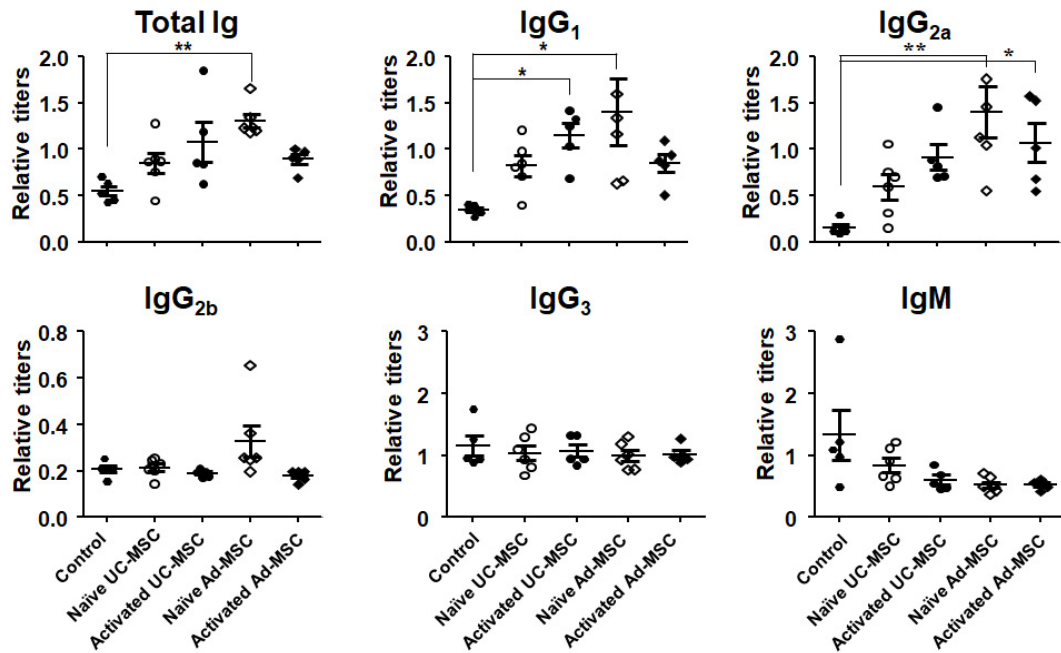 Total Ig
Relative titers
2.0
1.5
1.0
0.5
0.0
**
IgG1
Relative titers
2.0
1.5
1.0
0.5
0.0
*
*
IgG2a
Relative titers
2.0
1.5
1.0
0.5
0.0
**
*
IgG2b
Relative titers
0.8
0.6
0.4
0.2
0.0
Control
Naïve UC-MSC
Activated UC-MSC
Naïve Ad-MSC
Activated Ad-MSC
IgG3
Relative titers
3
2
1
0
Control
Naïve UC-MSC
Activated UC-MSC
Naïve Ad-MSC
Activated Ad-MSC
IgM
Relative titers
3
2
1
0
Control
Naïve UC-MSC
Activated UC-MSC
Naïve Ad-MSC
Activated Ad-MSC